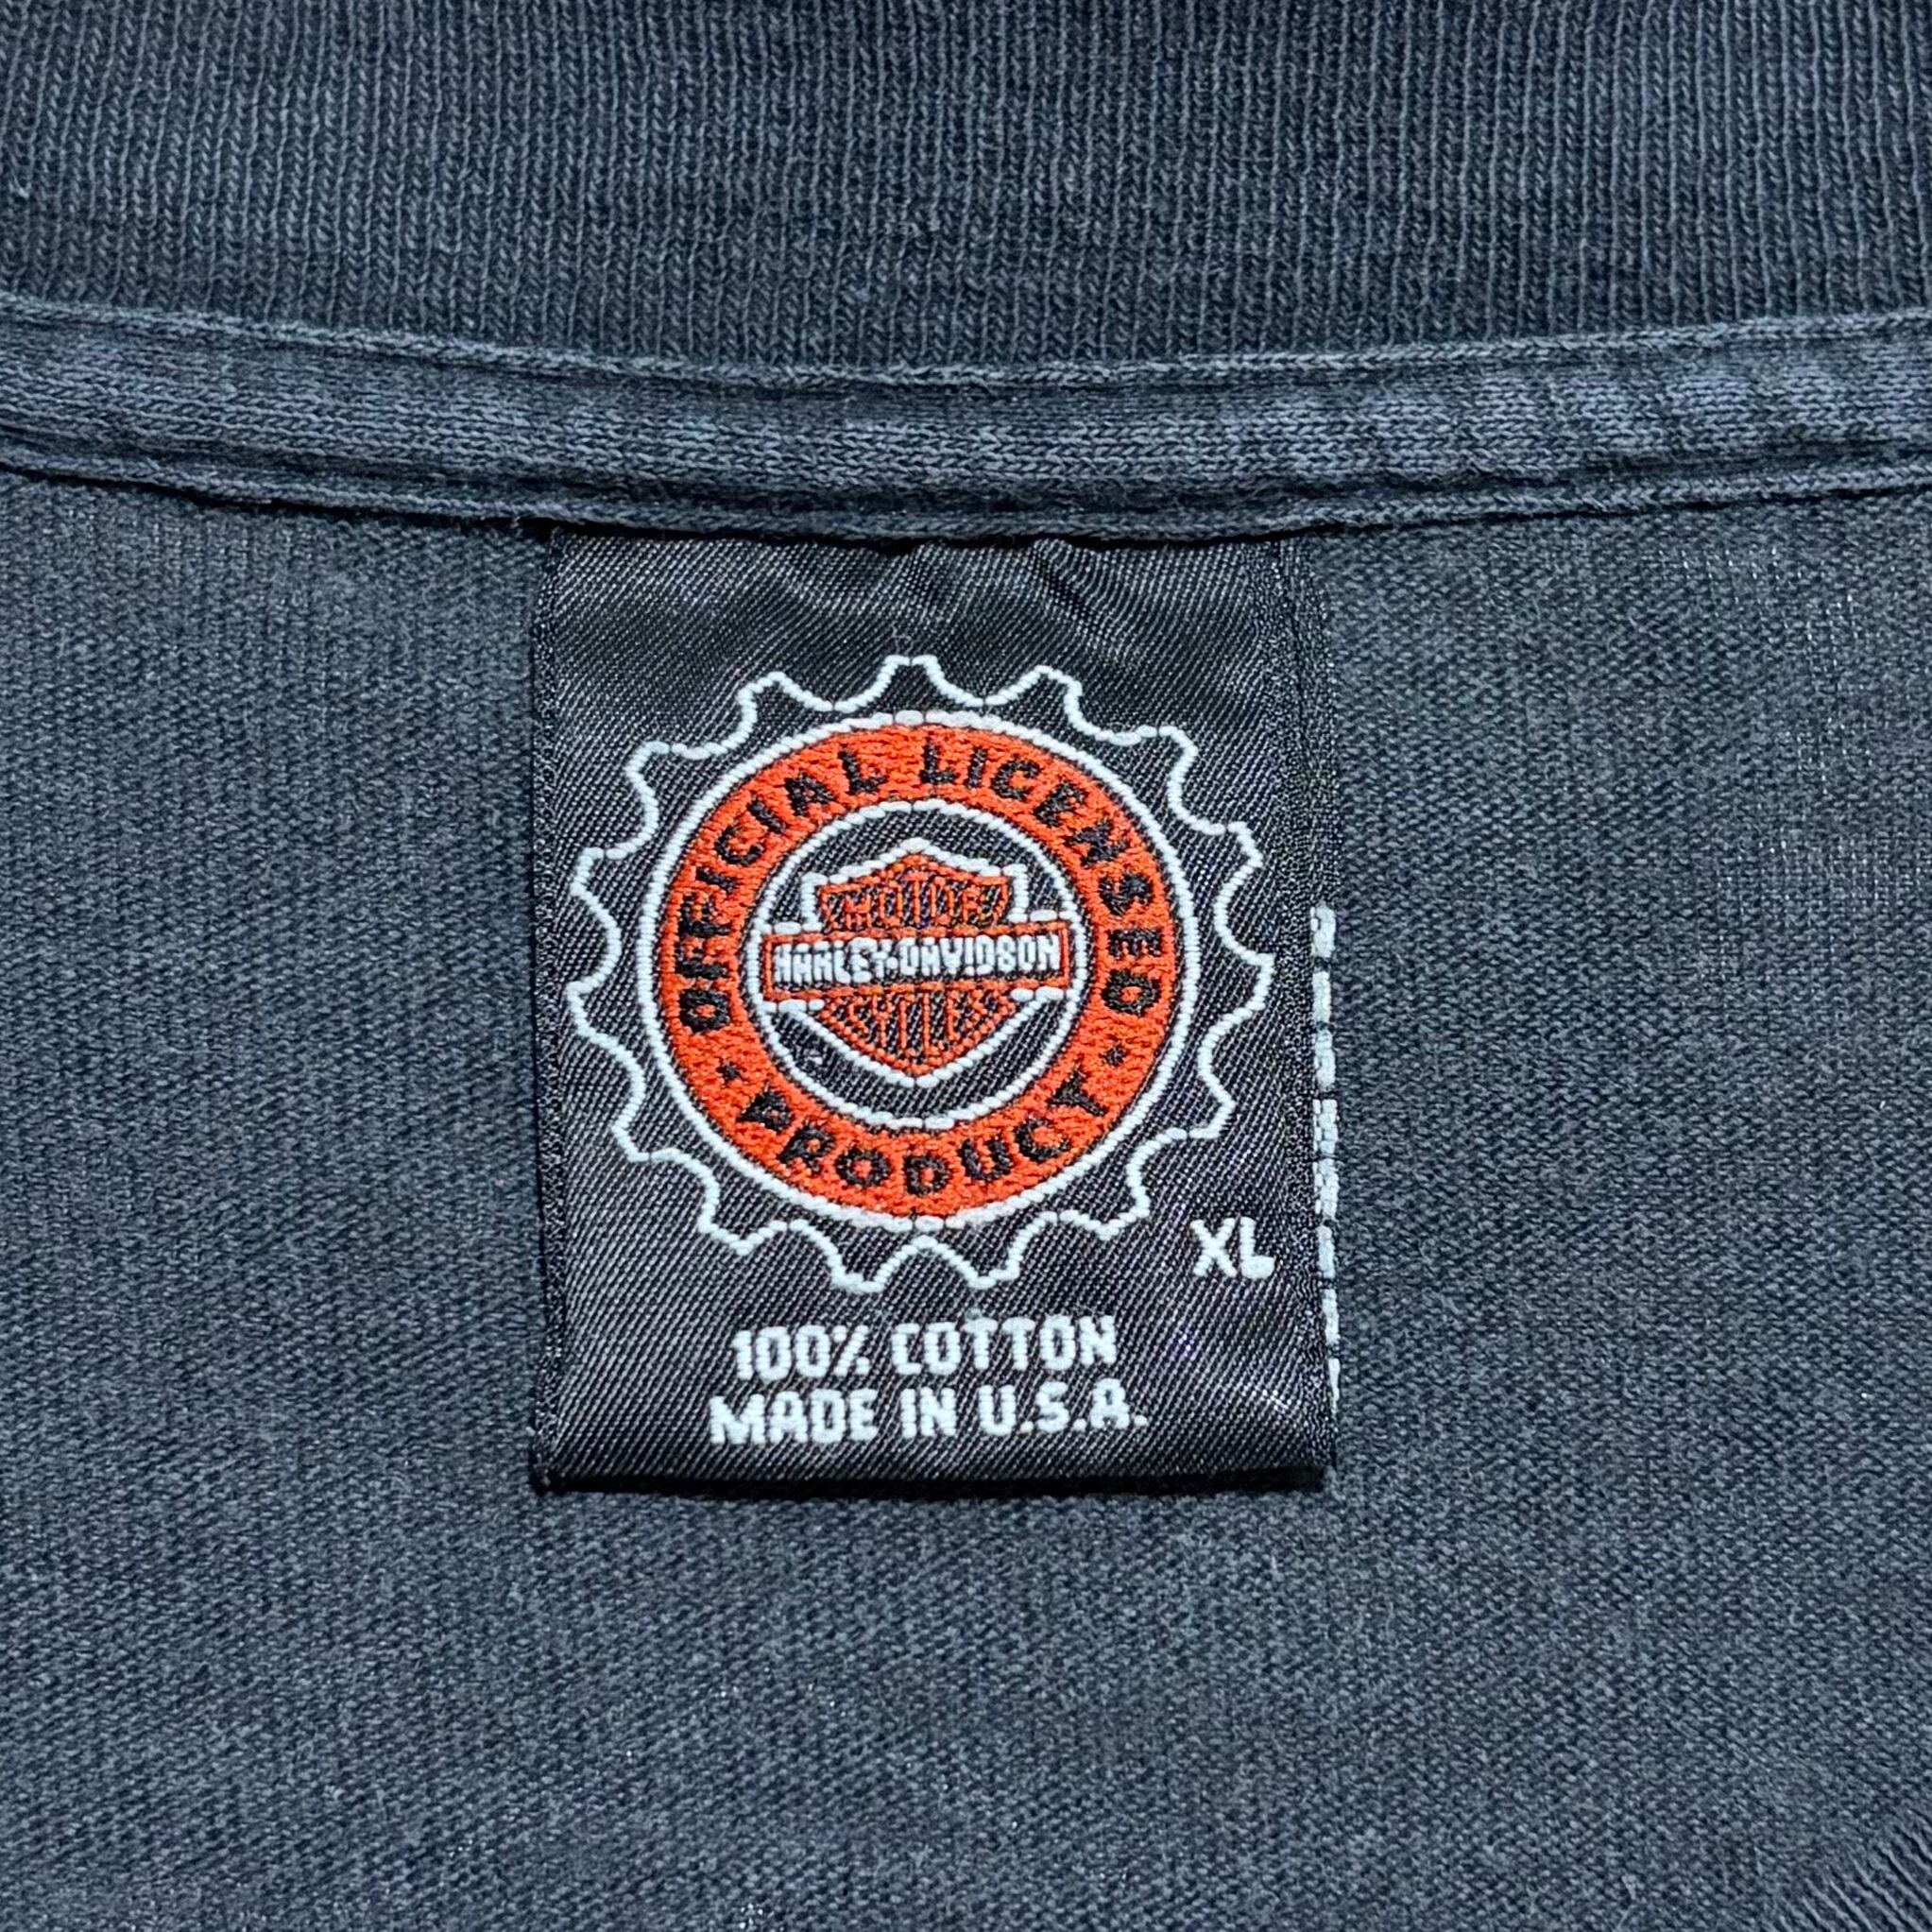 OFFICIAL LICENSED
MOTOR
HARLEY-DAVIDSON
CYCLES
• PRODUCT •
XL
100% COTTON
MADE IN U.S.A.